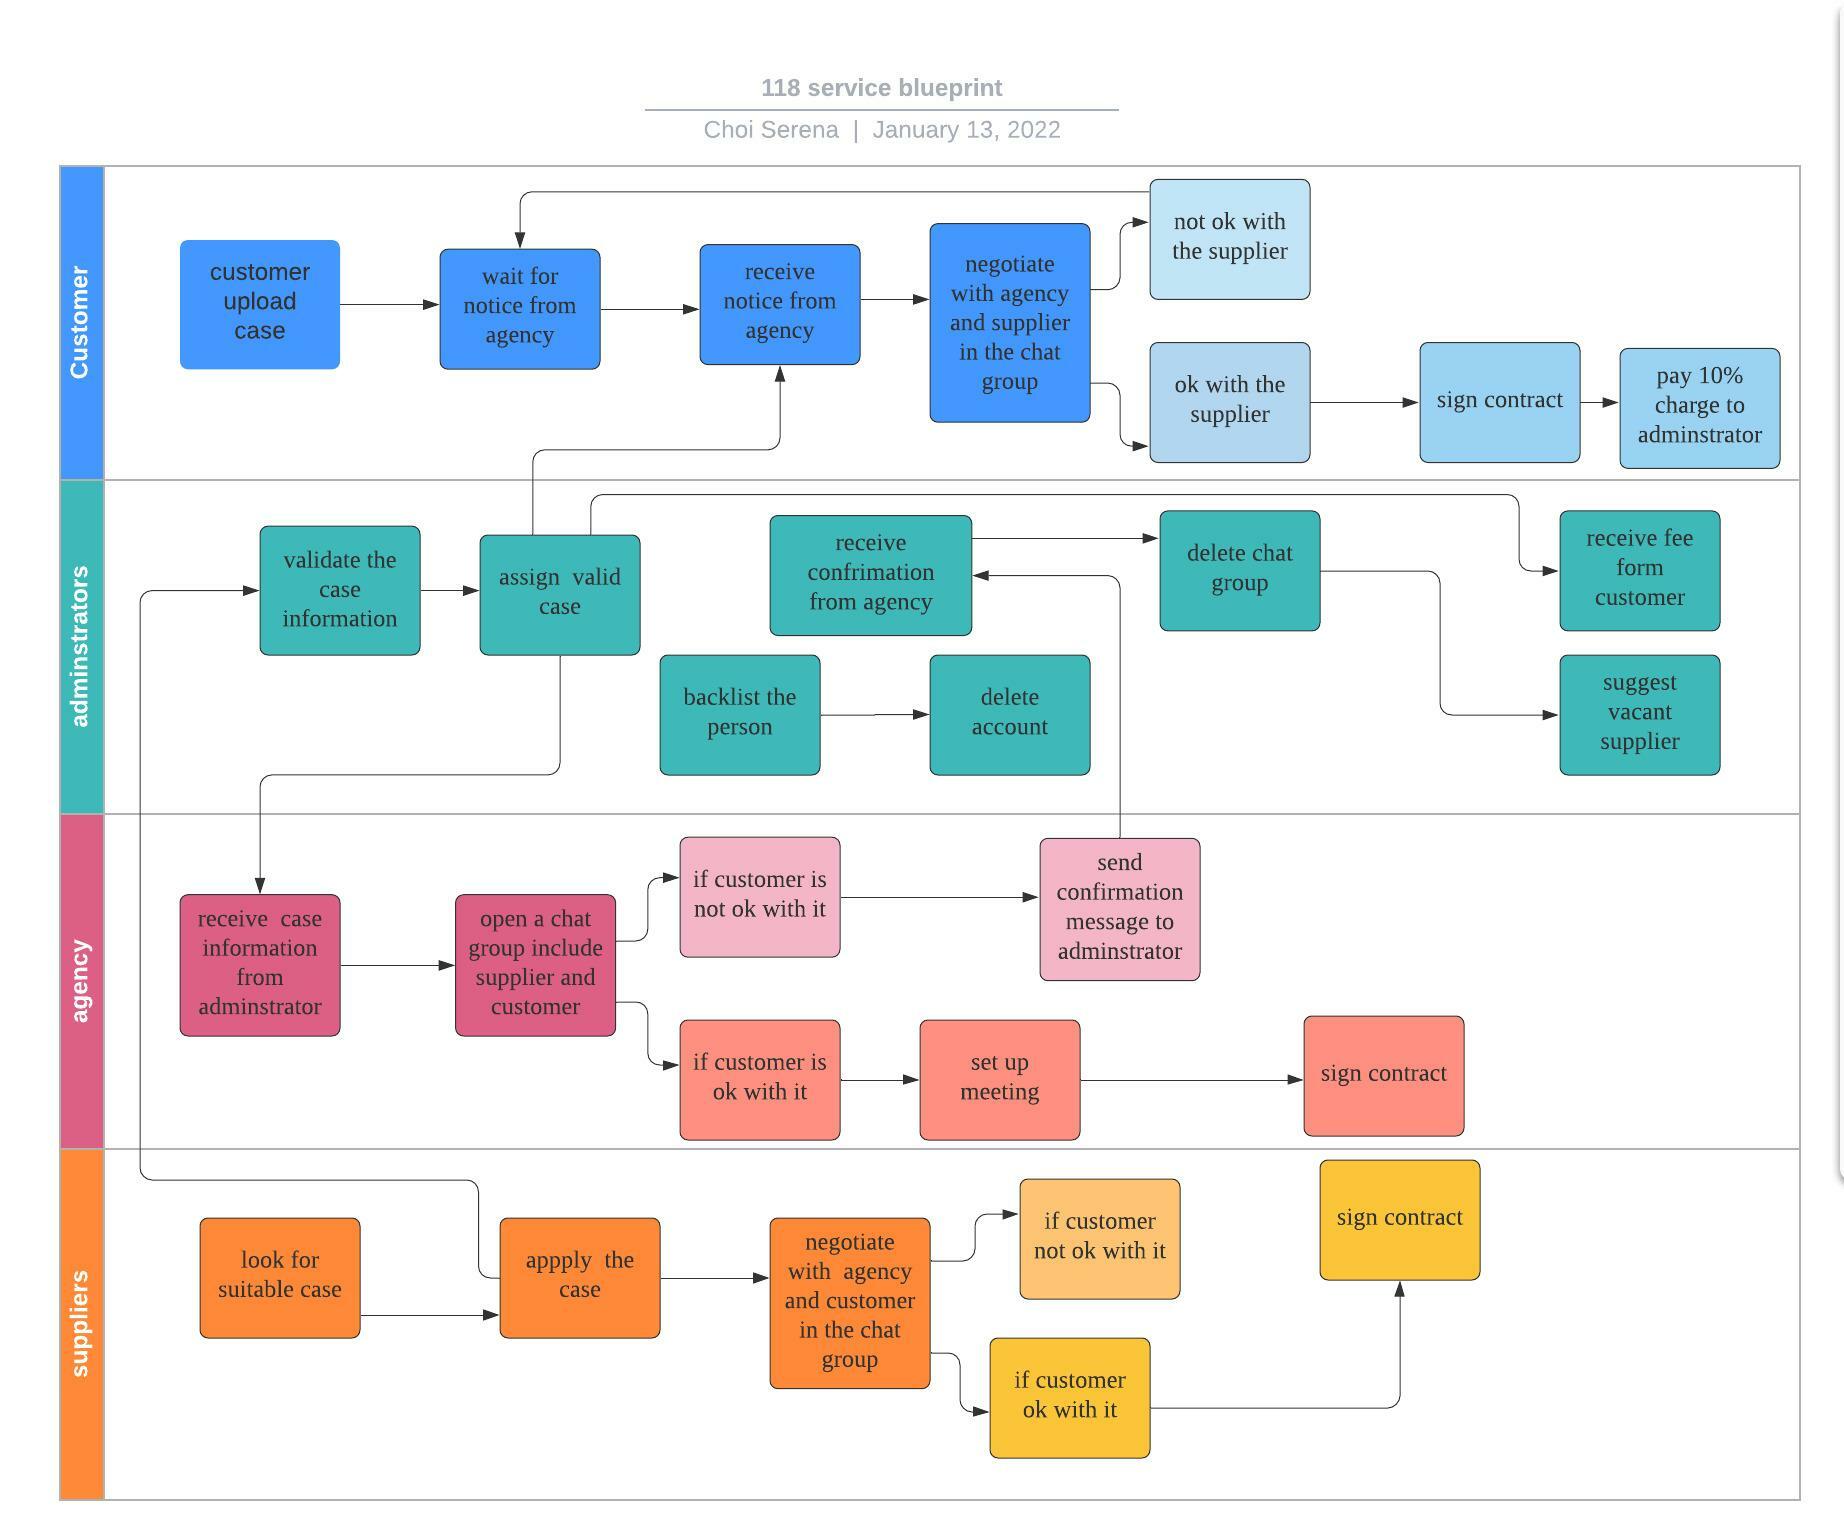 118 service blueprint
Choi Serena | January 13, 2022
Customer
customer
upload
case
wait for
notice from
agency
receive
notice from
agency
negotiate
with agency
and supplier
in the chat
group
not ok with
the supplier
ok with the
supplier
sign contract
pay 10%
charge to
adminstrator
adminstrators
validate the
case
information
assign valid
case
receive
confrimation
from agency
delete chat
group
receive fee
form
customer
backlist the
person
delete
account
suggest
vacant
supplier
agency
receive case
information
from
adminstrator
open a chat
group include
supplier and
customer
if customer is
not ok with it
send
confirmation
message to
adminstrator
if customer is
ok with it
set up
meeting
sign contract
suppliers
look for
suitable case
appply the
case
negotiate
with agency
and customer
in the chat
group
if customer
not ok with it
if customer
ok with it
sign contract